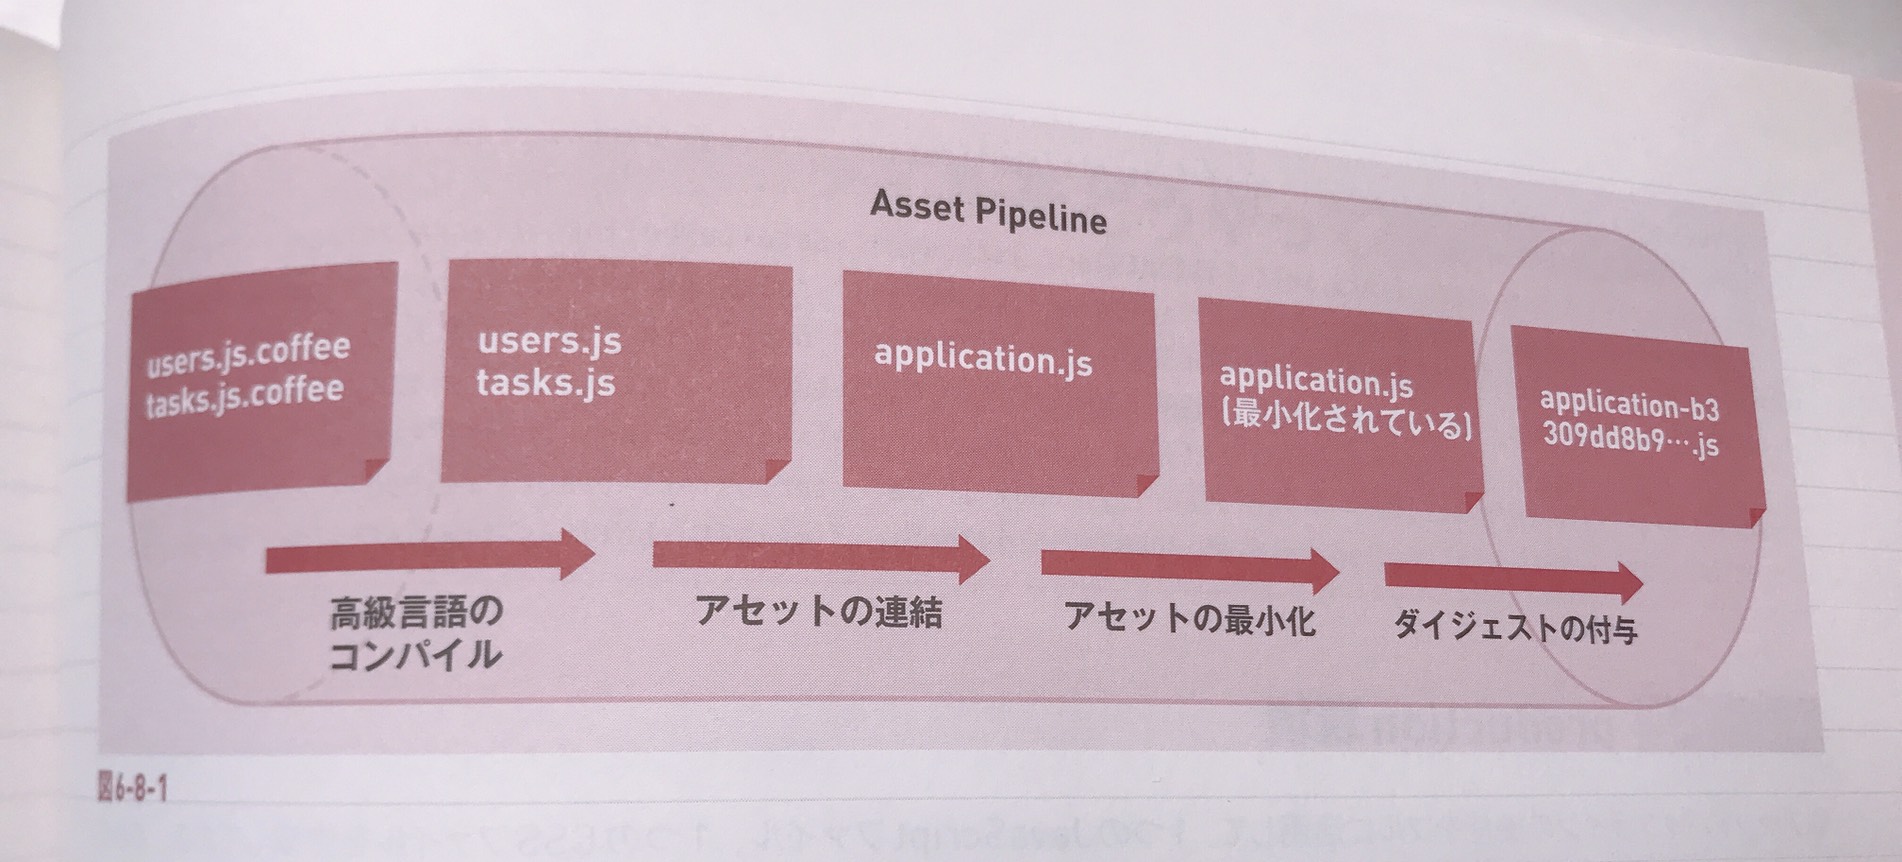 Asset Pipeline
users.js.coffee
tasks.js.coffee
users.js
tasks.js
application.js
application.js
(最小化されている)
application-b3
309dd8b9….js
高級言語の
コンパイル
アセットの連結
アセットの最小化
ダイジェストの付与
図6-8-1